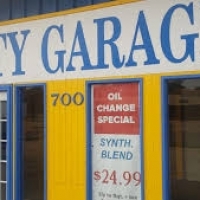 TY GARAG
700
OIL
CHANGE
SPECIAL
SYNTH.
BLEND
$24.99